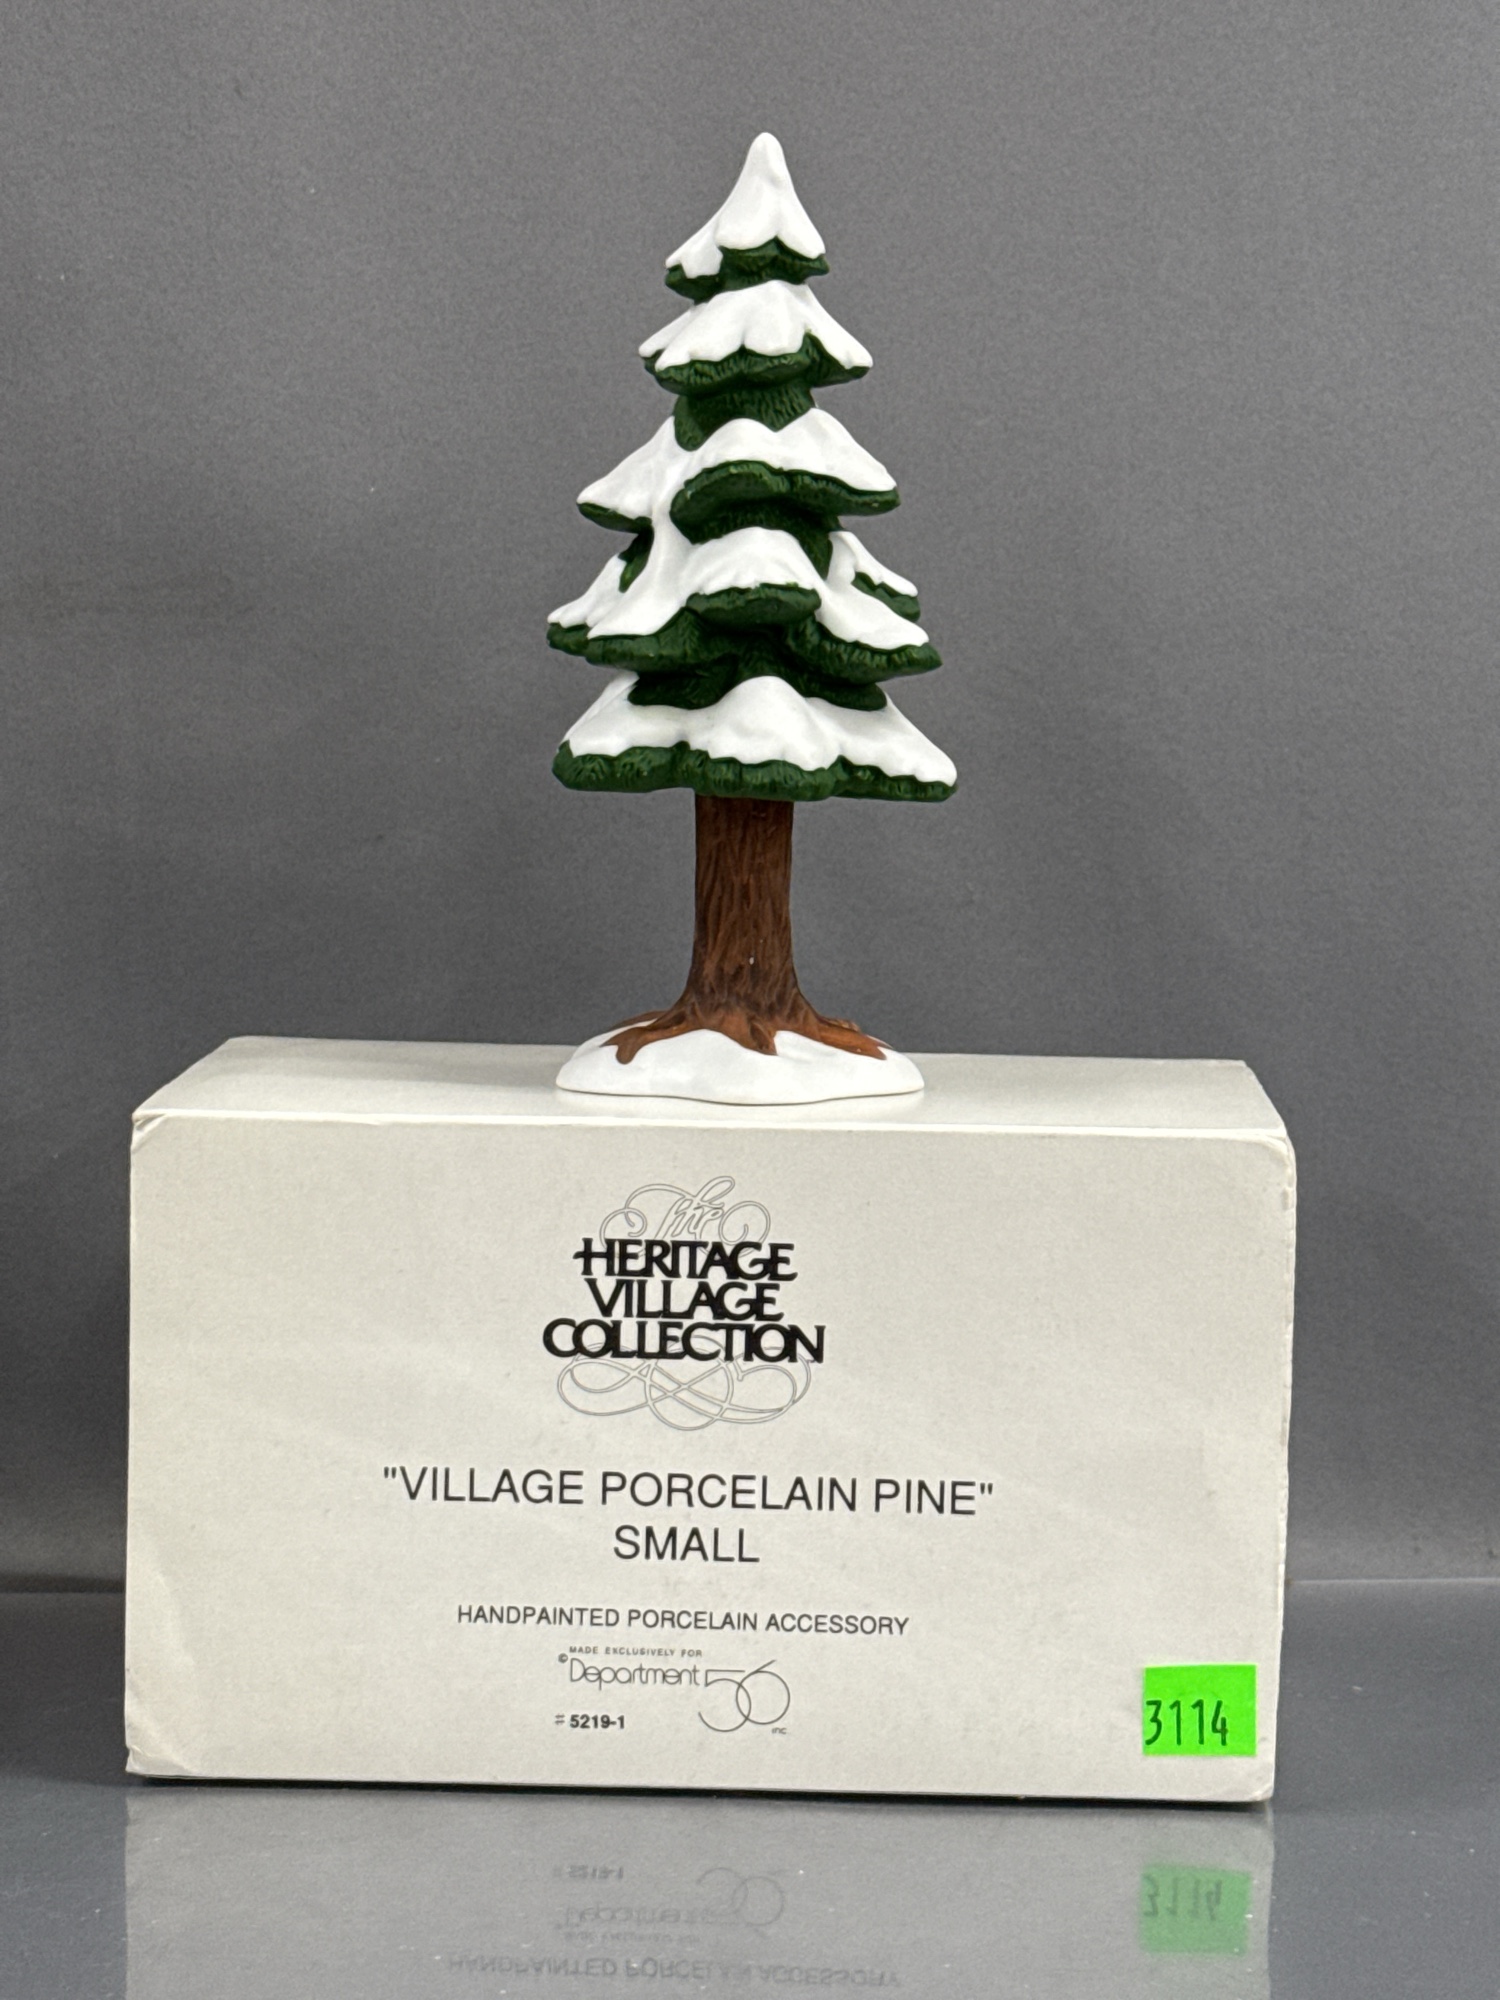 The
HERITAGE
VILLAGE
COLLECTION
"VILLAGE PORCELAIN PINE"
SMALL
HANDPAINTED PORCELAIN ACCESSORY
MADE EXCLUSIVELY FOR
©Department 56 inc.
# 5219-1
3114